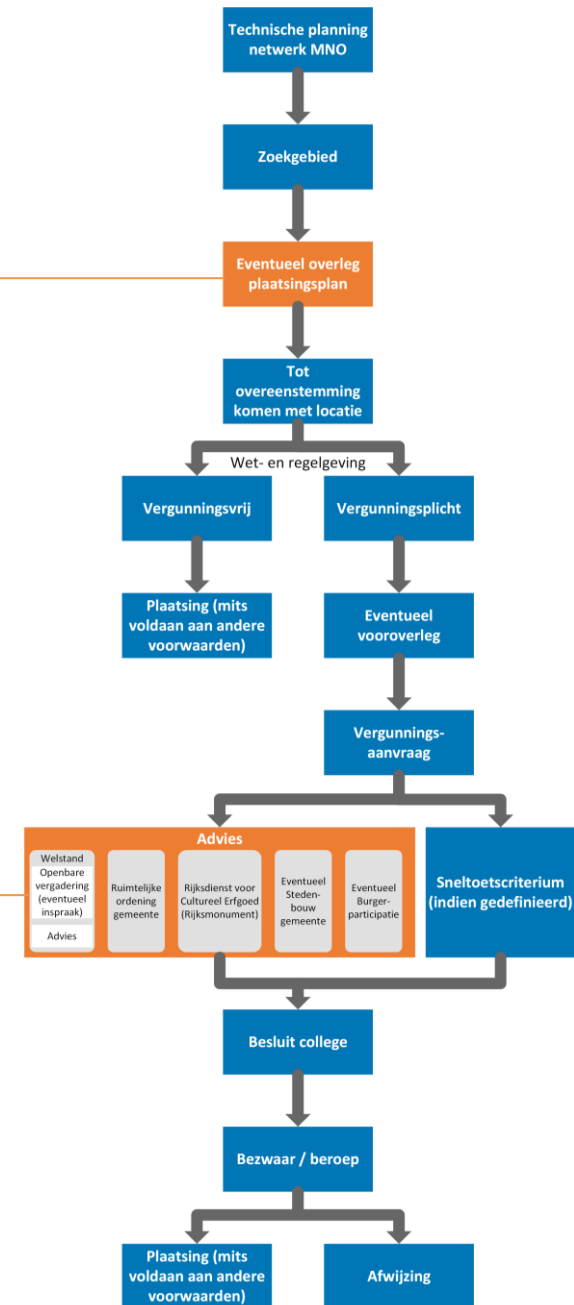 Technische planning
netwerk MNO
Zoekgebied
Eventueel overleg
plaatsingsplan
Tot
overeenstemming
komen met locatie
Wet- en regelgeving
Vergunningsvrij
Vergunningsplicht
Plaatsing (mits
voldaan aan andere
voorwaarden)
Eventueel
vooroverleg
Vergunnings-
aanvraag
Advies
Welstand
Openbare
vergadering
(eventueel
inspraak)
Advies
Ruimtelijke
ordening
gemeente
Rijksdienst voor
Cultureel Erfgoed
(Rijksmonument)
Eventueel
Steden-
bouw
gemeente
Eventueel
Burger-
participatie
Sneltoetscriterium
(indien gedefinieerd)
Besluit college
Bezwaar / beroep
Plaatsing (mits
voldaan aan andere
voorwaarden)
Afwijzing